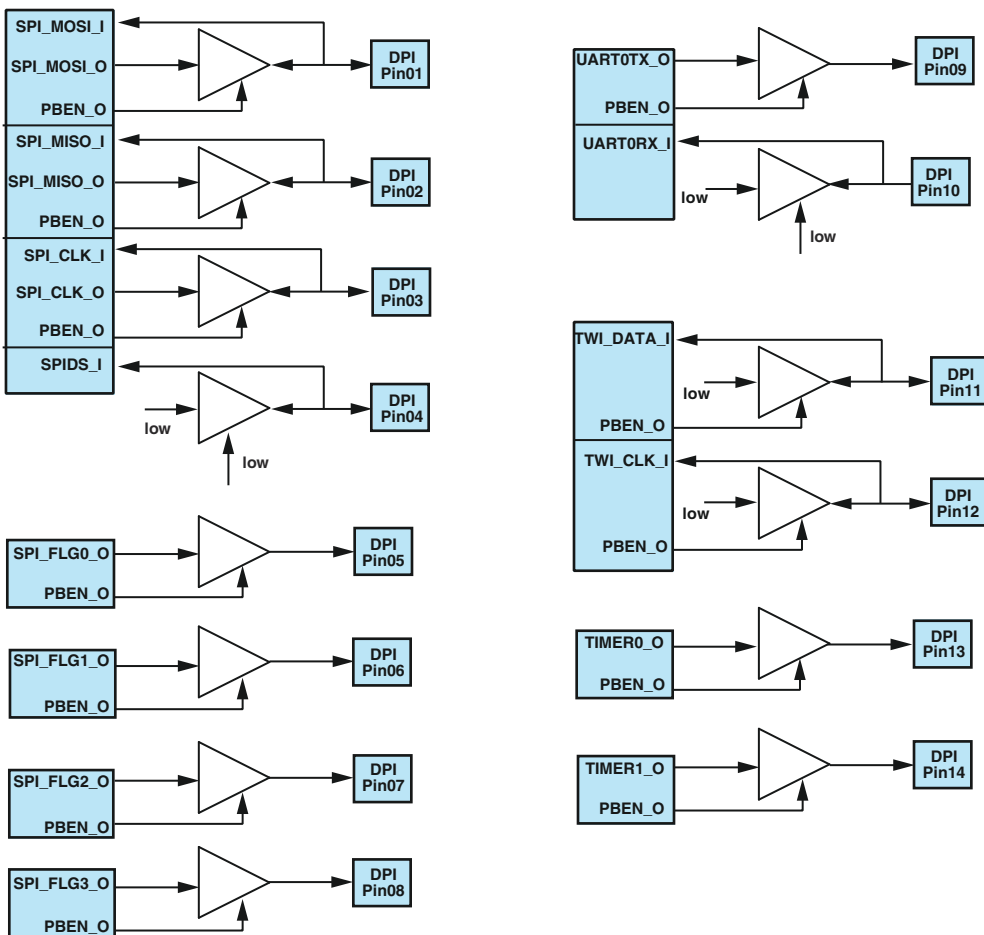 SPI_MOSI_I
SPI_MOSI_O
PBEN_O
DPI
Pin01
SPI_MISO_I
SPI_MISO_O
PBEN_O
DPI
Pin02
SPI_CLK_I
SPI_CLK_O
PBEN_O
DPI
Pin03
SPIDS_I
low
low
DPI
Pin04
SPI_FLG0_O
PBEN_O
DPI
Pin05
SPI_FLG1_O
PBEN_O
DPI
Pin06
SPI_FLG2_O
PBEN_O
DPI
Pin07
SPI_FLG3_O
PBEN_O
DPI
Pin08
UART0TX_O
PBEN_O
DPI
Pin09
UART0RX_I
low
low
DPI
Pin10
TWI_DATA_I
low
PBEN_O
DPI
Pin11
TWI_CLK_I
low
PBEN_O
DPI
Pin12
TIMER0_O
PBEN_O
DPI
Pin13
TIMER1_O
PBEN_O
DPI
Pin14